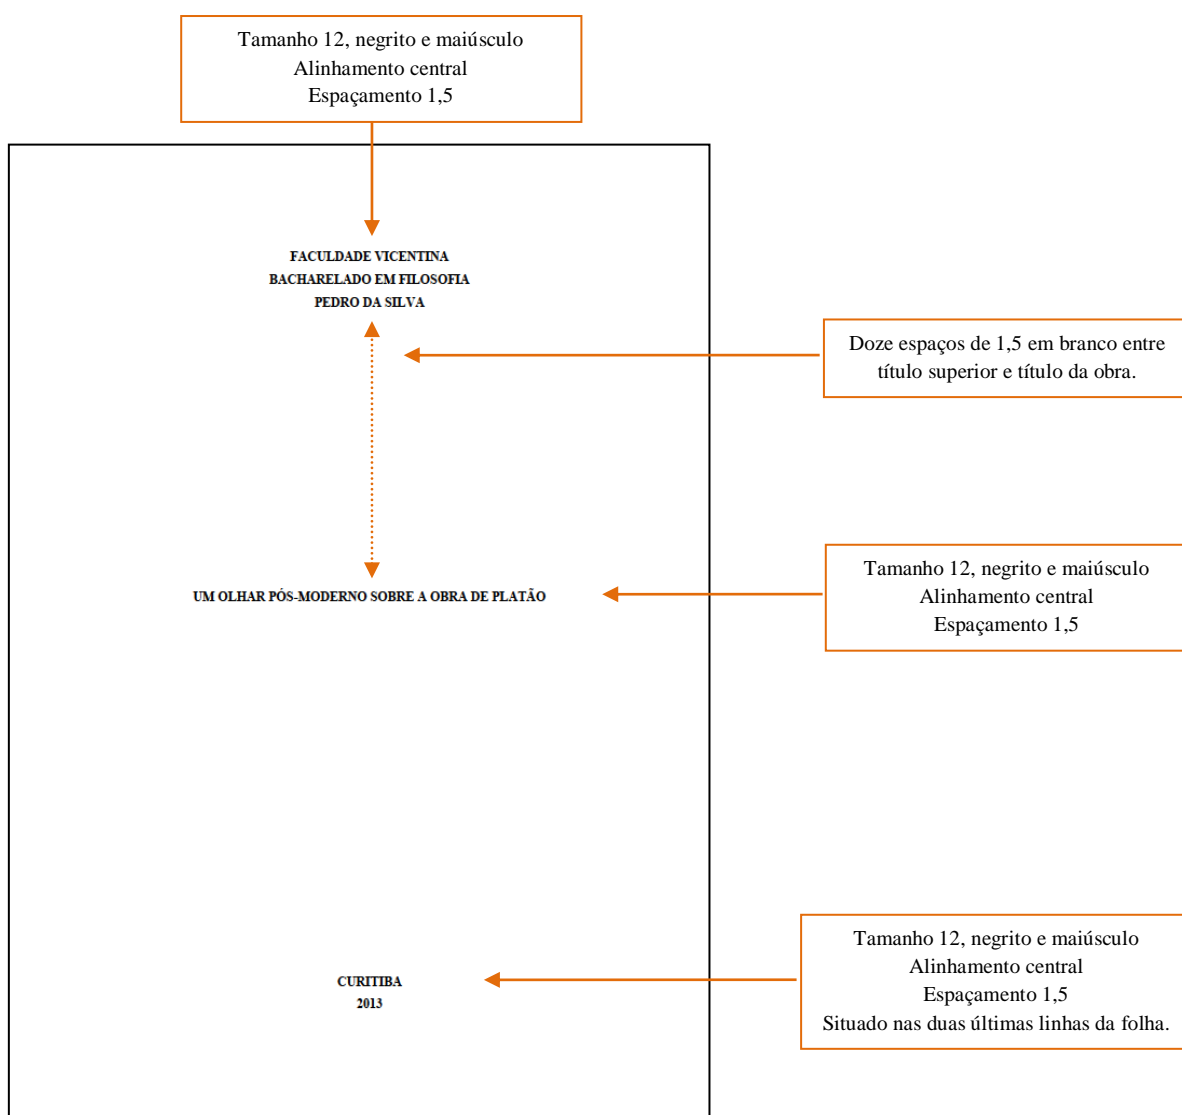 Tamanho 12, negrito e maiúsculo
Alinhamento central
Espaçamento 1,5
FACULDADE VICENTINA
BACHARELADO EM FILOSOFIA
PEDRO DA SILVA
Doze espaços de 1,5 em branco entre
título superior e título da obra.
UM OLHAR PÓS-MODERNO SOBRE A OBRA DE PLATÃO
Tamanho 12, negrito e maiúsculo
Alinhamento central
Espaçamento 1,5
CURITIBA
2013
Tamanho 12, negrito e maiúsculo
Alinhamento central
Espaçamento 1,5
Situado nas duas últimas linhas da folha.